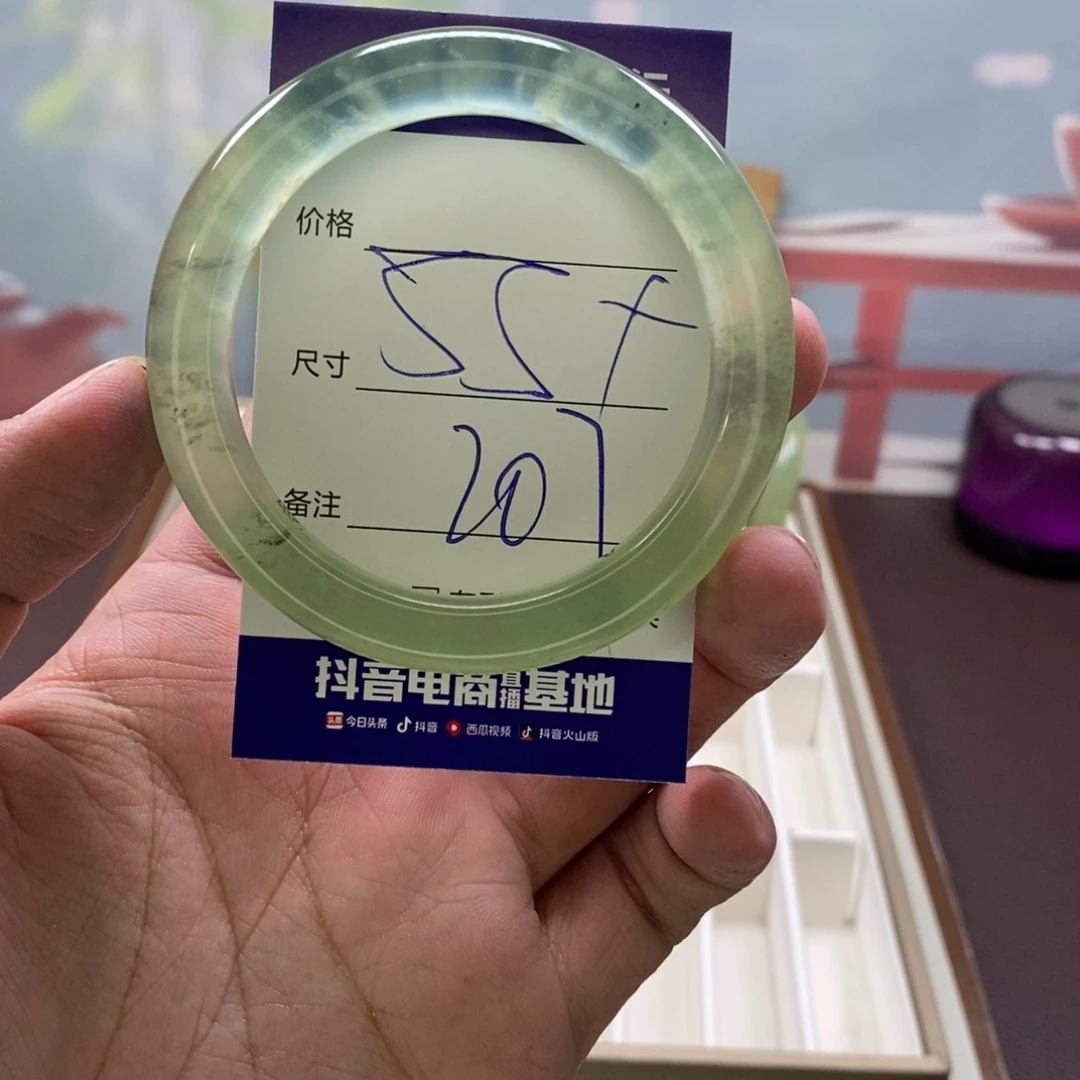 价格
55+
尺寸
201
备注
抖音电商直播基地
今日头条 抖音 西瓜视频 抖音火山版